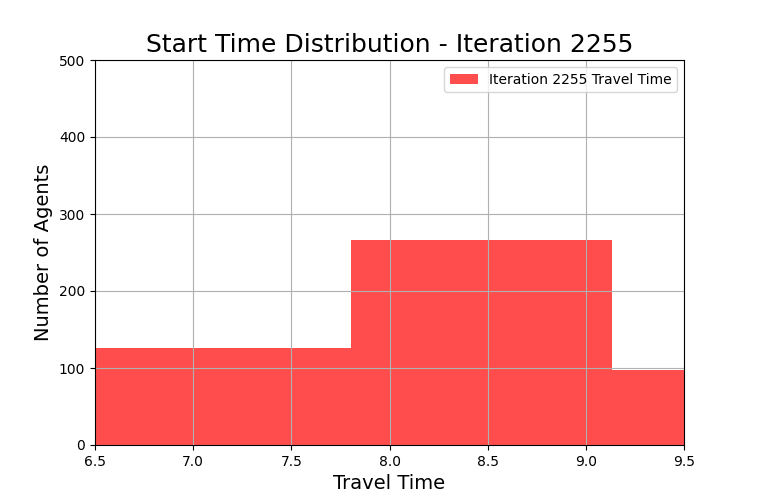 Start Time Distribution - Iteration 2255
500
400
300
200
100
0
Number of Agents
Iteration 2255 Travel Time
6.5 7.0 7.5 8.0 8.5 9.0 9.5
Travel Time